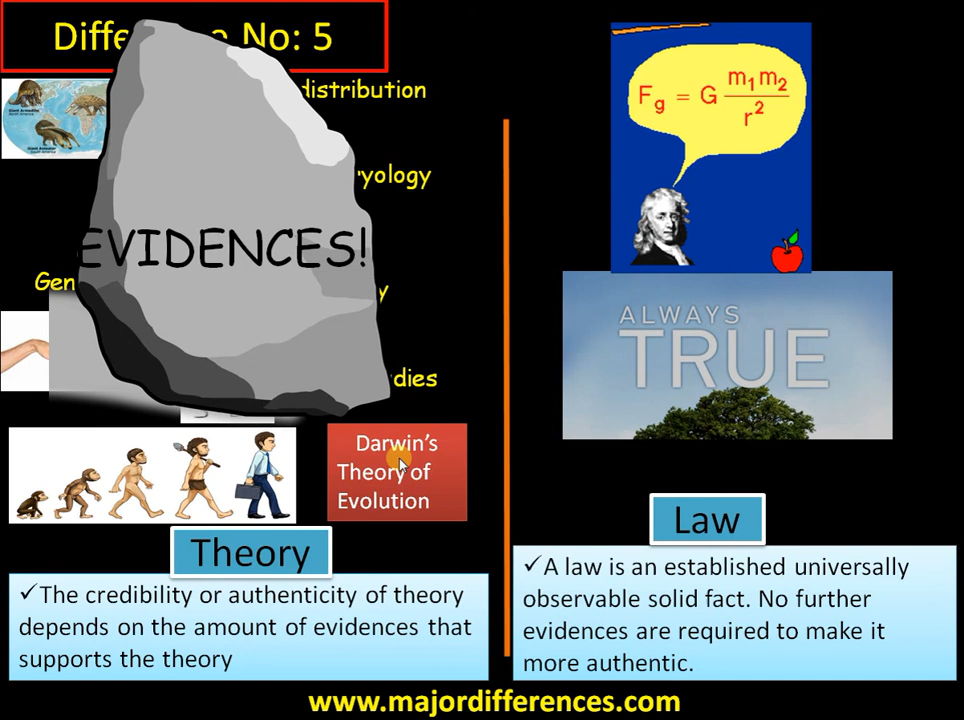 Diffe e No: 5
distribution
ryology
EVIDENCES!
Gen
y
dies
Darwin's
Theory of
Evolution
Theory
✓The credibility or authenticity of theory
depends on the amount of evidences that
supports the theory
F_g = G m₁m₂
r²
ALWAYS
TRUE
Law
✓A law is an established universally
observable solid fact. No further
evidences are required to make it
more authentic.
www.majordifferences.com